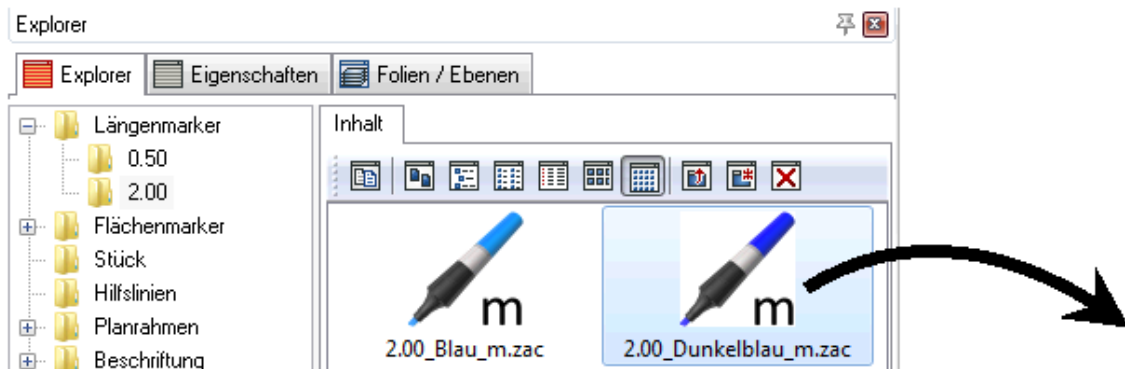 Explorer
Explorer Eigenschaften Folien / Ebenen
Längenmarker
0.50
2.00
Flächenmarker
Stück
Hilfslinien
Planrahmen
Beschriftung
Inhalt
m m
2.00_Blau_m.zac 2.00_Dunkelblau_m.zac